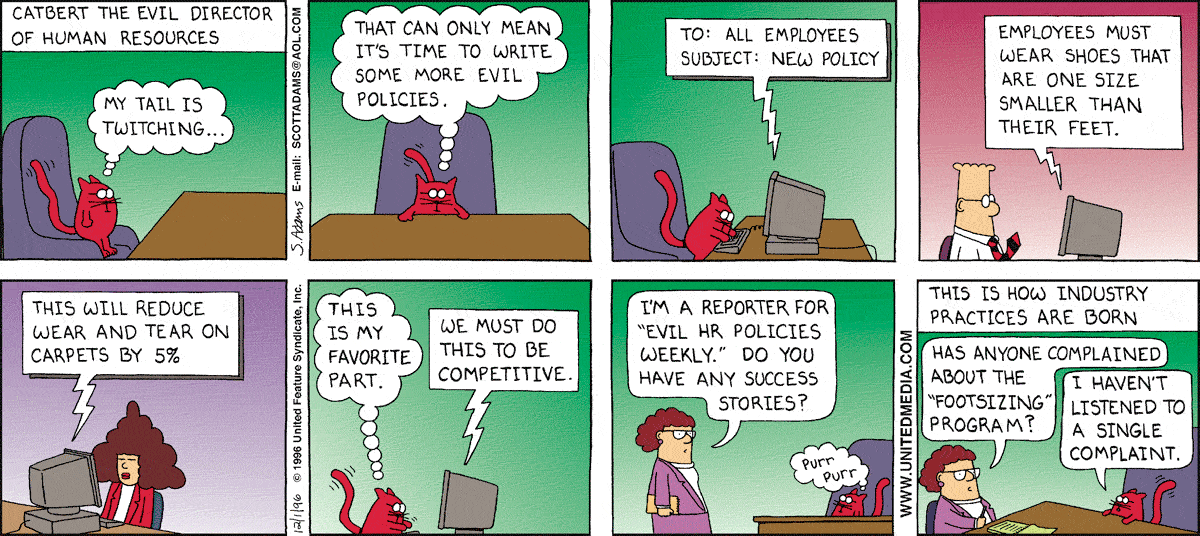 CATBERT THE EVIL DIRECTOR
OF HUMAN RESOURCES
MY TAIL IS
TWITCHING...
S. Adams E-mail: SCOTTADAMS@AOL.COM
THAT CAN ONLY MEAN
IT'S TIME TO WRITE
SOME MORE EVIL
POLICIES.
TO: ALL EMPLOYEES
SUBJECT: NEW POLICY
EMPLOYEES MUST
WEAR SHOES THAT
ARE ONE SIZE
SMALLER THAN
THEIR FEET.
THIS WILL REDUCE
WEAR AND TEAR ON
CARPETS BY 5%
12/1/96 © 1996 United Feature Syndicate, Inc.
THIS
IS MY
FAVORITE
PART.
WE MUST DO
THIS TO BE
COMPETITIVE.
I'M A REPORTER FOR
"EVIL HR POLICIES
WEEKLY." DO YOU
HAVE ANY SUCCESS
STORIES?
PURR
PURR
WWW.UNITEDMEDIA.COM
THIS IS HOW INDUSTRY
PRACTICES ARE BORN
HAS ANYONE COMPLAINED
ABOUT THE
"FOOTSIZING"
PROGRAM?
I HAVEN'T
LISTENED TO
A SINGLE
COMPLAINT.